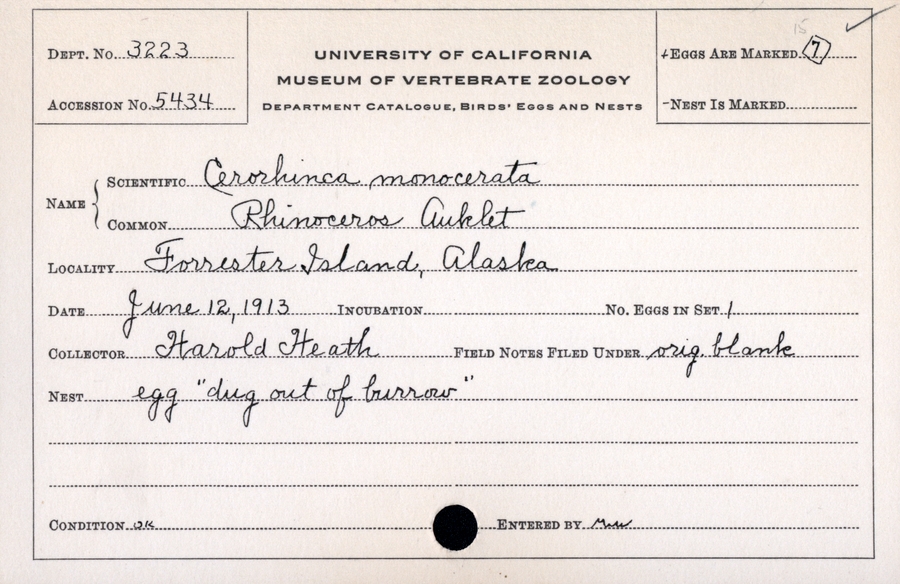 15
Dept. No. 3223
UNIVERSITY OF CALIFORNIA
+Eggs Are Marked 7
MUSEUM OF VERTEBRATE ZOOLOGY
Accession No. 5434
Department Catalogue, Birds' Eggs and Nests
-Nest Is Marked
Name
Scientific Cerorhinca monocerata
Common Rhinoceros Auklet
Locality Forrester Island, Alaska
Date June 12, 1913 Incubation No. Eggs in Set 1
Collector Harold Heath Field Notes Filed Under orig. blank
Nest egg "dug out of burrow"
Condition ok Entered by